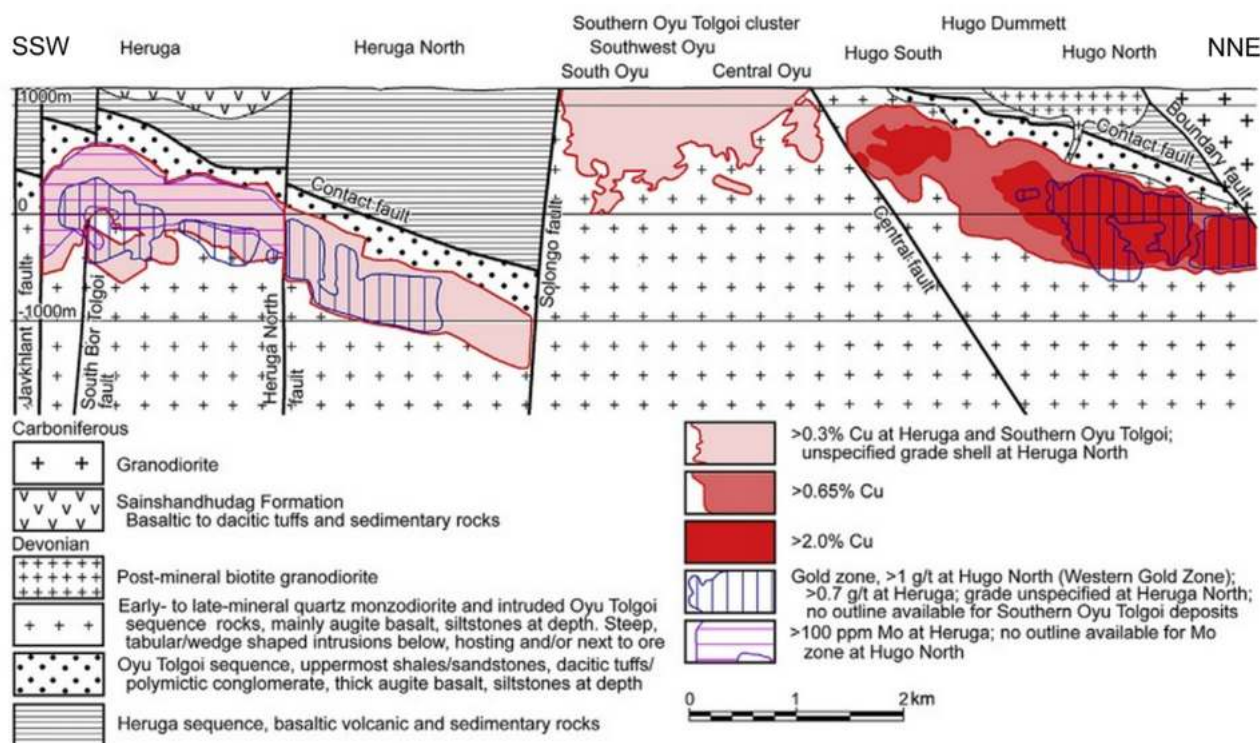 Southern Oyu Tolgoi cluster
Hugo Dummett
SSW
Heruga
Heruga North
Southwest Oyu
Hugo South
Hugo North
NNE
South Oyu
Central Oyu
1000m
0
-1000m
Javkhlant fault
South Bor Tolgoi
fault
Heruga North
fault
Contact fault
Solongo fault
Central fault
Contact fault
Boundary fault
Carboniferous
Granodiorite
Sainshandhudag Formation
Basaltic to dacitic tuffs and sedimentary rocks
Devonian
Post-mineral biotite granodiorite
Early- to late-mineral quartz monzodiorite and intruded Oyu Tolgoi
sequence rocks, mainly augite basalt, siltstones at depth. Steep,
tabular/wedge shaped intrusions below, hosting and/or next to ore
Oyu Tolgoi sequence, uppermost shales/sandstones, dacitic tuffs/
polymictic conglomerate, thick augite basalt, siltstones at depth
Heruga sequence, basaltic volcanic and sedimentary rocks
>0.3% Cu at Heruga and Southern Oyu Tolgoi;
unspecified grade shell at Heruga North
>0.65% Cu
>2.0% Cu
Gold zone, >1 g/t at Hugo North (Western Gold Zone);
>0.7 g/t at Heruga; grade unspecified at Heruga North;
no outline available for Southern Oyu Tolgoi deposits
>100 ppm Mo at Heruga; no outline available for Mo
zone at Hugo North
0 1 2 km